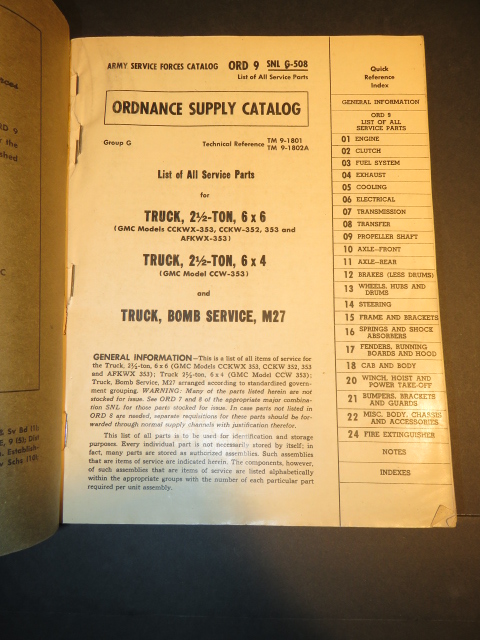 ARMY SERVICE FORCES CATALOG ORD 9 SNL G-508
List of All Service Parts
ORDNANCE SUPPLY CATALOG
Group G Technical Reference TM 9-1801
TM 9-1802A
List of All Service Parts
for
TRUCK, 2½-TON, 6 x 6
(GMC Models CCKWX-353, CCKW-352, 353 and
AFKWX-353)
TRUCK, 2½-TON, 6 x 4
(GMC Model CCW-353)
and
TRUCK, BOMB SERVICE, M27
GENERAL INFORMATION—This is a list of all items of service for
the Truck, 2½-ton, 6 x 6 (GMC Models CCKWX 353, CCKW 352, 353
and AFKWX 353); Truck, 2½-ton, 6 x 4 (GMC Model CCW 353);
Truck, Bomb Service, M27 arranged according to standardised govern-
ment grouping. WARNING: Many of the parts listed herein are not
stocked for issue. See ORD 7 and 8 of the appropriate major combina-
tion SNL for those parts stocked for issue. In case parts not listed in
ORD 8 are needed, separate requisitions for these parts should be for-
warded through normal supply channels with justification therefor.
This list of all parts is to be used for identification and storage
purposes. Every individual part is not necessarily stored by itself; in
fact, many parts are stored as authorized assemblies. Such assemblies
that are items of service are indicated herein. The components, however,
of such assemblies that are items of service are listed alphabetically
within the appropriate groups with the number of each particular part
required per unit assembly.
Quick
Reference
Index
GENERAL INFORMATION
ORD 9
LIST OF ALL
SERVICE PARTS
01 ENGINE
02 CLUTCH
03 FUEL SYSTEM
04 EXHAUST
05 COOLING
06 ELECTRICAL
07 TRANSMISSION
08 TRANSFER
09 PROPELLER SHAFT
10 AXLE—FRONT
11 AXLE—REAR
12 BRAKES (LESS DRUMS)
13 WHEELS, HUBS AND
DRUMS
14 STEERING
15 FRAME AND BRACKETS
16 SPRINGS AND SHOCK
ABSORBERS
17 FENDERS, RUNNING
BOARDS AND HOOD
18 CAB AND BODY
20 WINCH, HOIST AND
POWER TAKE-OFF
21 BUMPERS, BRACKETS
AND GUARDS
22 MISC. BODY, CHASSIS
AND ACCESSORIES
24 FIRE EXTINGUISHER
NOTES
INDEXES